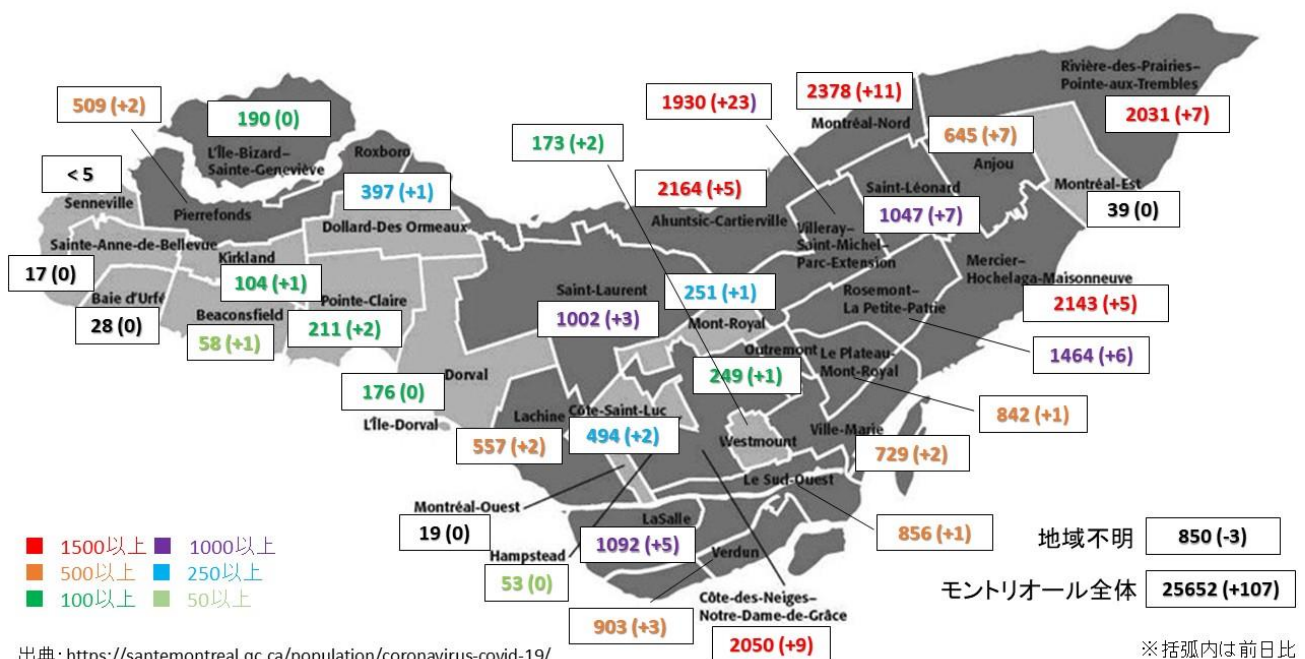 509 (+2)
190 (0)
L'Île-Bizard–
Sainte-Geneviève
Roxboro
< 5
Senneville
Pierrefonds
397 (+1)
Dollard-Des Ormeaux
Sainte-Anne-de-Bellevue
17 (0)
Baie d'Urfé
28 (0)
Kirkland
104 (+1)
Beaconsfield
58 (+1)
Pointe-Claire
211 (+2)
Dorval
176 (0)
L'Île-Dorval
173 (+2)
1930 (+23)
2378 (+11)
Montréal-Nord
Rivière-des-Prairies–
Pointe-aux-Trembles
2031 (+7)
645 (+7)
Anjou
Montréal-Est
39 (0)
2164 (+5)
Ahuntsic-Cartierville
Saint-Léonard
1047 (+7)
Villeray–
Saint-Michel–
Parc-Extension
Mercier–
Hochelaga-Maisonneuve
2143 (+5)
Saint-Laurent
1002 (+3)
251 (+1)
Mont-Royal
Rosemont–
La Petite-Patrie
1464 (+6)
Outremont
249 (+1)
Le Plateau-
Mont-Royal
842 (+1)
Lachine
557 (+2)
Côte-Saint-Luc
494 (+2)
Westmount
Ville-Marie
729 (+2)
Le Sud-Ouest
856 (+1)
Montréal-Ouest
19 (0)
Hampstead
53 (0)
LaSalle
1092 (+5)
Verdun
903 (+3)
Côte-des-Neiges–
Notre-Dame-de-Grâce
2050 (+9)
1500以上 1000以上
500以上 250以上
100以上 50以上
地域不明 850 (-3)
モントリオール全体 25652 (+107)
出典: https://santemontreal.qc.ca/population/coronavirus-covid-19/
※括弧内は前日比